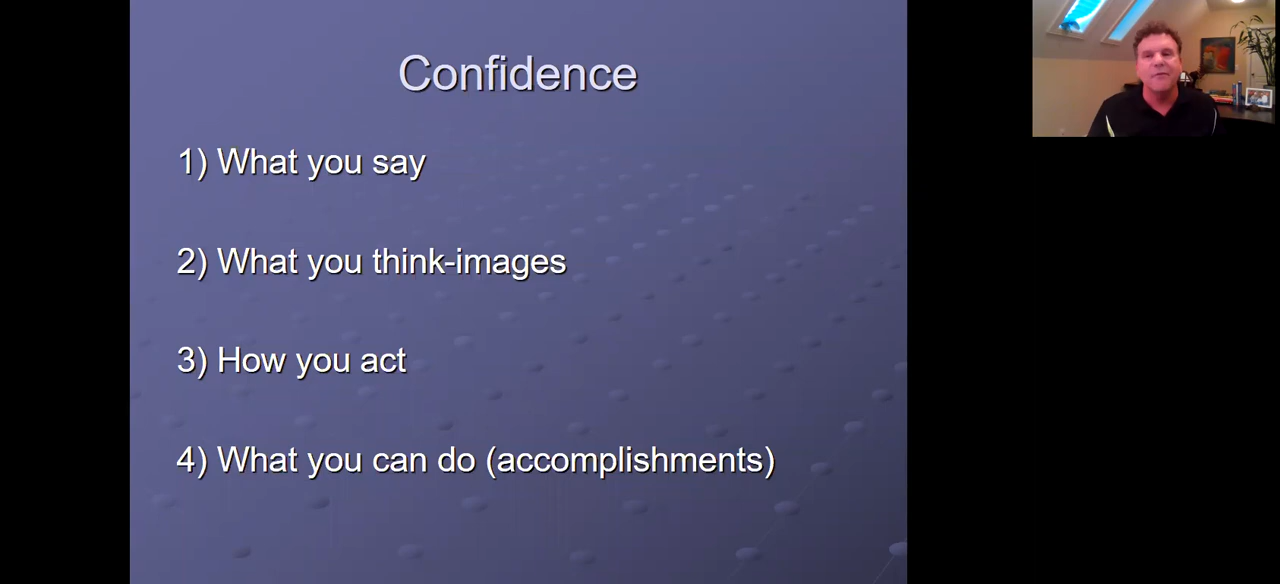 Confidence
1) What you say
2) What you think-images
3) How you act
4) What you can do (accomplishments)